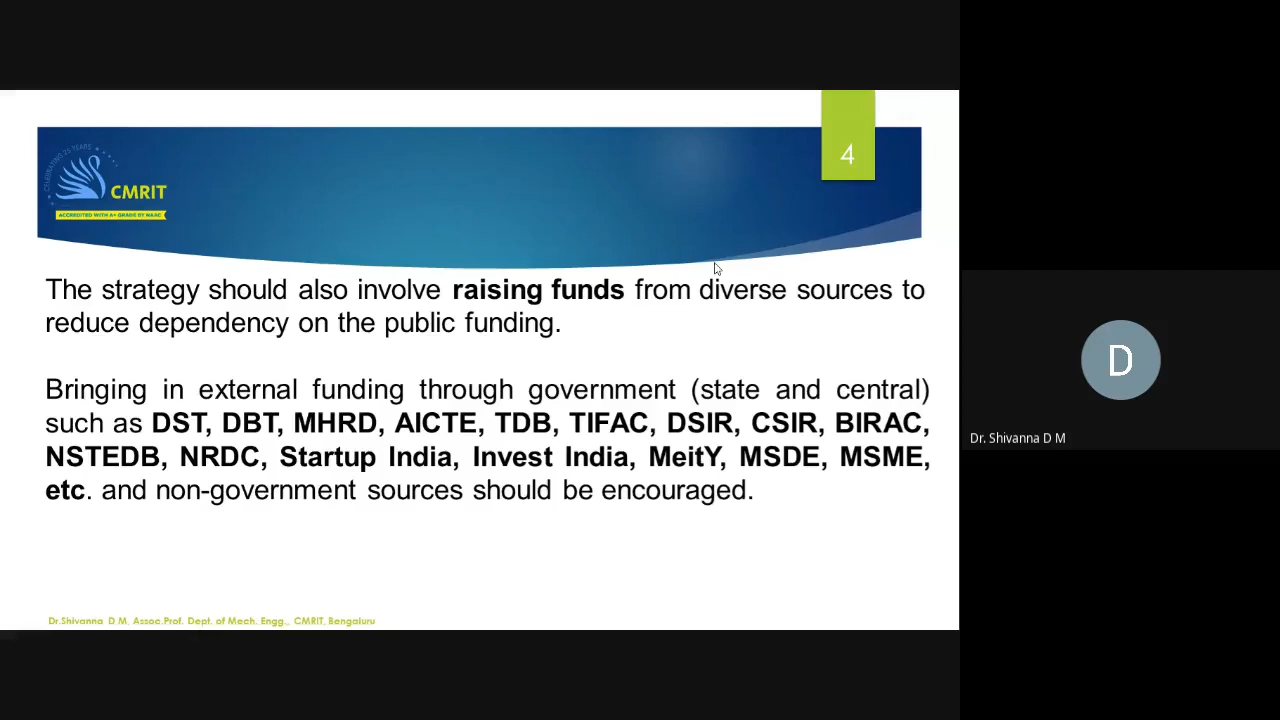 4
CELEBRATING 25 YEARS
CMRIT
ACCREDITED WITH A+ GRADE BY NAAC
The strategy should also involve raising funds from diverse sources to
reduce dependency on the public funding.
Bringing in external funding through government (state and central)
such as DST, DBT, MHRD, AICTE, TDB, TIFAC, DSIR, CSIR, BIRAC,
NSTEDB, NRDC, Startup India, Invest India, MeitY, MSDE, MSME,
etc. and non-government sources should be encouraged.
Dr.Shivanna D M, Assoc.Prof. Dept. of Mech. Engg., CMRIT, Bengaluru
D
Dr. Shivanna D M